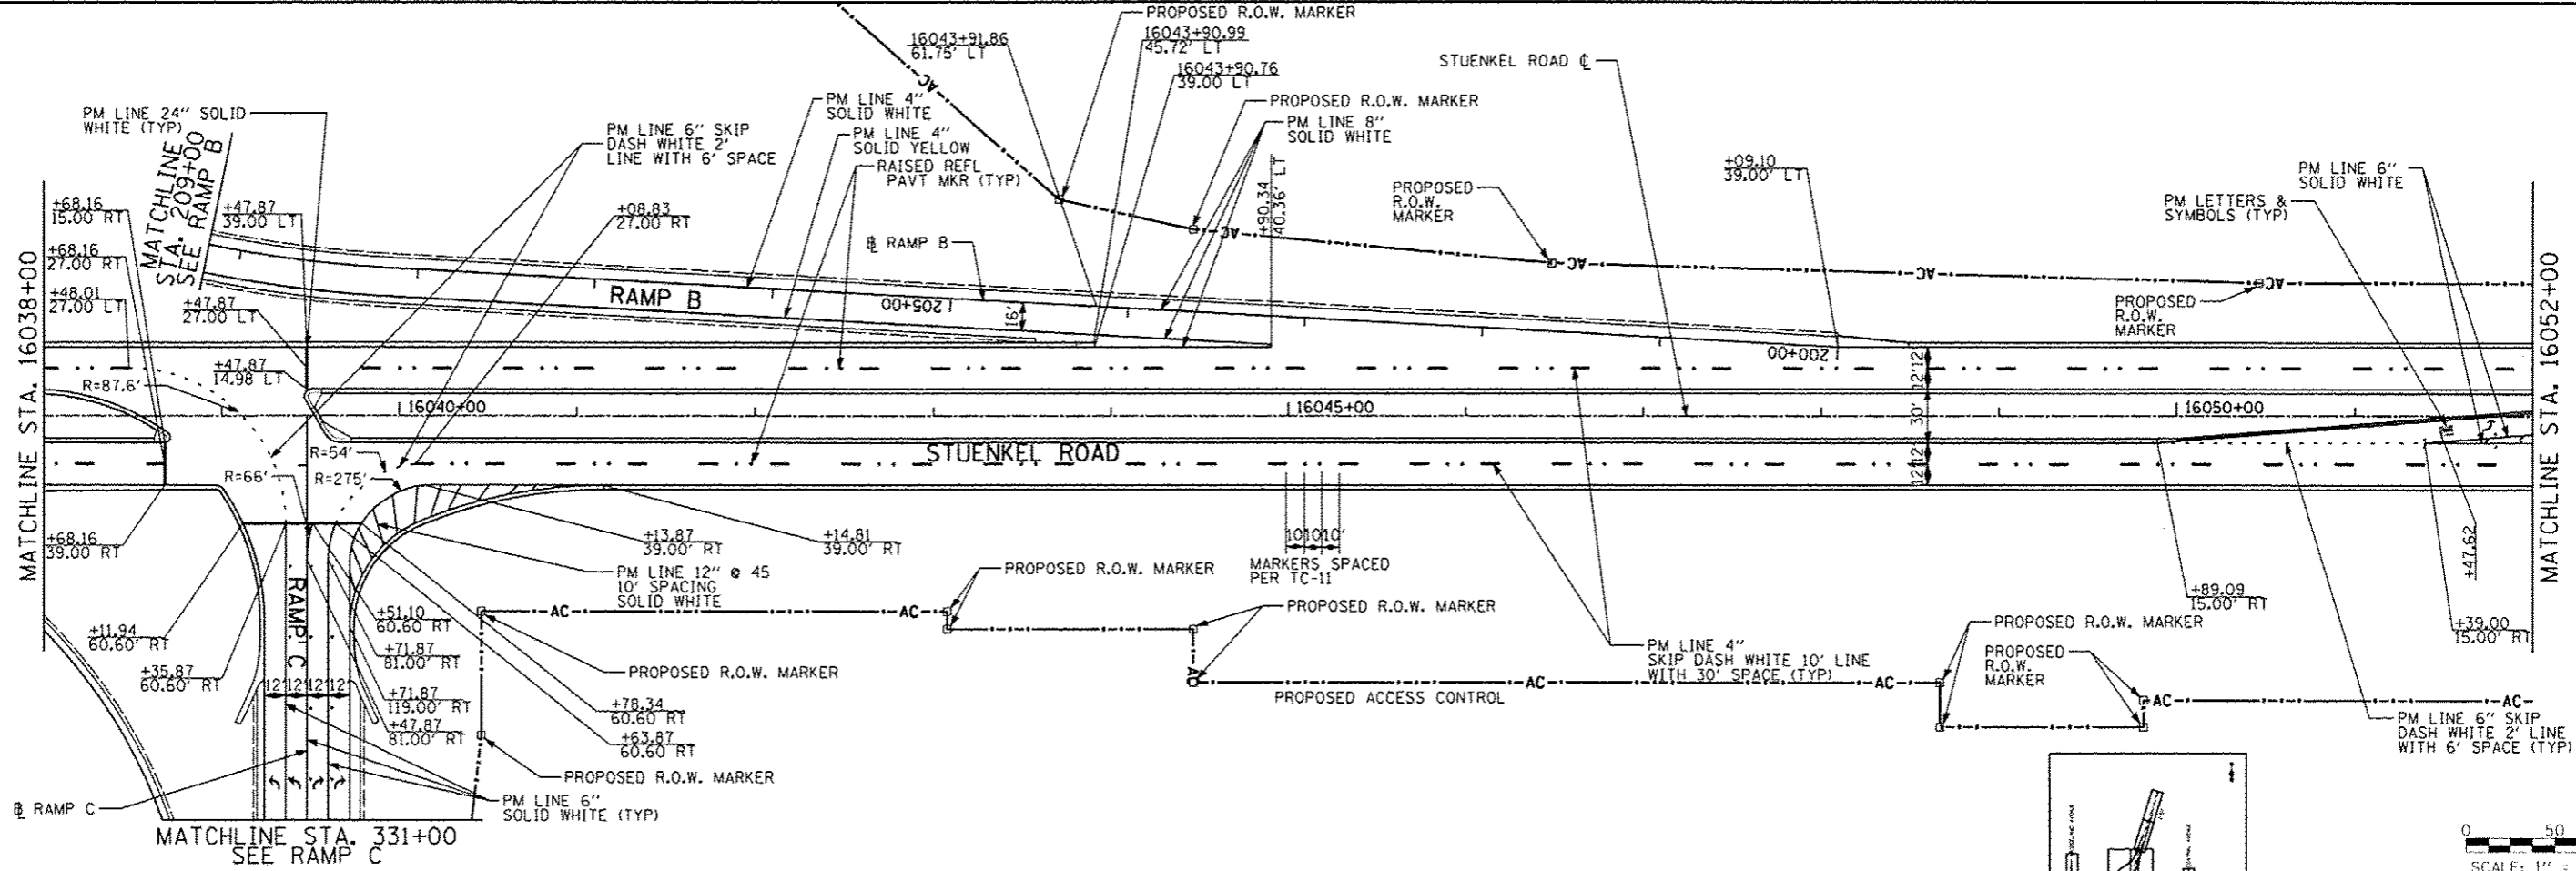 PROPOSED R.O.W. MARKER
16043+91.86
61.75' LT
16043+90.99
45.72' LT
16043+90.76
39.00 LT
STUENKEL ROAD ℄
AC
PM LINE 24" SOLID
WHITE (TYP)
MATCHLINE
STA. 209+00
SEE RAMP B
PM LINE 6" SKIP
DASH WHITE 2'
LINE WITH 6' SPACE
PM LINE 4"
SOLID WHITE
PM LINE 4"
SOLID YELLOW
RAISED REFL
PAVT MKR (TYP)
PROPOSED R.O.W. MARKER
PM LINE 8"
SOLID WHITE
+90.34
40.36' LT
+09.10
39.00' LT
PROPOSED
R.O.W.
MARKER
PM LINE 6"
SOLID WHITE
PM LETTERS &
SYMBOLS (TYP)
MATCHLINE STA. 16038+00
+68.16
15.00 RT
+68.16
27.00 RT
+48.01
27.00 LT
+47.87
39.00 LT
+47.87
27.00 LT
+08.83
27.00 RT
RAMP B
RAMP B
205+00
16'
AC
AC
AC
AC
PROPOSED
R.O.W.
MARKER
MATCHLINE STA. 16052+00
+47.87
14.98 LT
R=87.6'
200+00
12'
12'
30'
12'
12'
16040+00
16045+00
16050+00
STUENKEL ROAD
R=54'
R=66'
R=275'
+68.16
39.00 RT
+13.87
39.00' RT
+14.81
39.00' RT
10'10'10'
MARKERS SPACED
PER TC-11
PM LINE 12" @ 45
10' SPACING
SOLID WHITE
PROPOSED R.O.W. MARKER
+47.62
+89.09
15.00' RT
+39.00
15.00' RT
RAMP C
+11.94
60.60' RT
+35.87
60.60' RT
+51.10
60.60 RT
+71.87
81.00' RT
+71.87
119.00' RT
+47.87
81.00' RT
12'
12'
12'
12'
AC
AC
PROPOSED R.O.W. MARKER
PROPOSED R.O.W. MARKER
+78.34
60.60 RT
+63.87
60.60 RT
PM LINE 4"
SKIP DASH WHITE 10' LINE
WITH 30' SPACE (TYP)
PROPOSED R.O.W. MARKER
PROPOSED
R.O.W.
MARKER
AC
AC
AC
AC
PROPOSED ACCESS CONTROL
PM LINE 6" SKIP
DASH WHITE 2' LINE
WITH 6' SPACE (TYP)
PROPOSED R.O.W. MARKER
RAMP C
PM LINE 6"
SOLID WHITE (TYP)
MATCHLINE STA. 331+00
SEE RAMP C
0 50
SCALE: 1" =